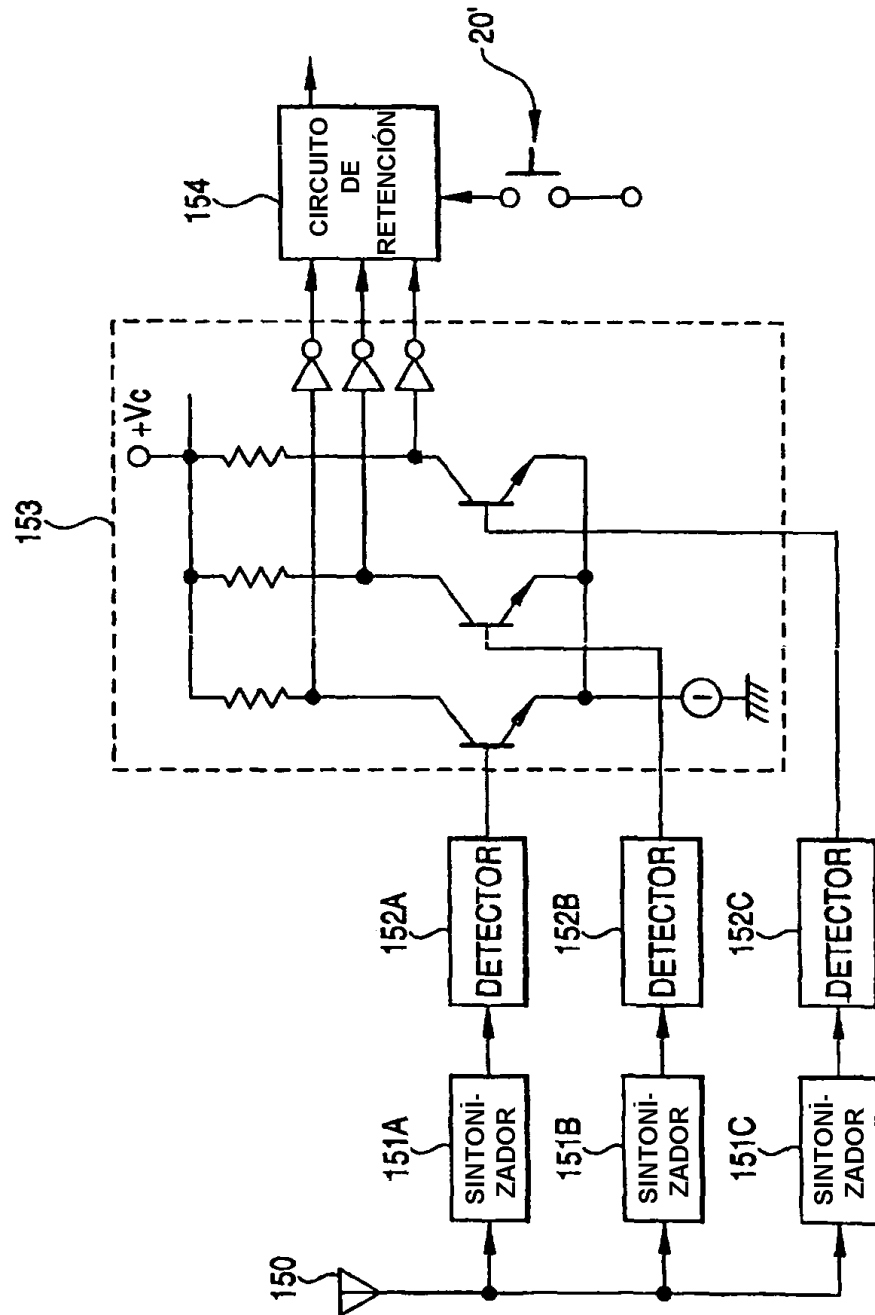 150
151A
SINTONI-
ZADOR
152A
DETECTOR
151B
SINTONI-
ZADOR
152B
DETECTOR
151C
SINTONI-
ZADOR
152C
DETECTOR
153
+Vc
154
CIRCUITO
DE
RETENCIÓN
20'